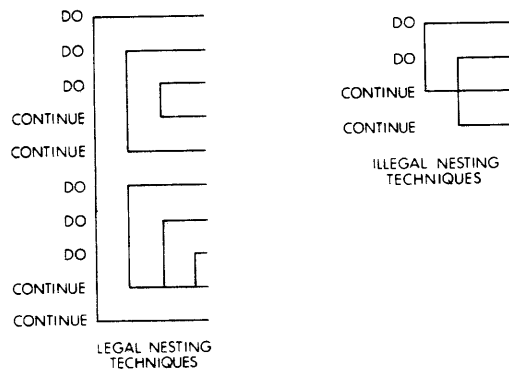 DO
DO
DO
CONTINUE
CONTINUE
DO
DO
DO
CONTINUE
CONTINUE
LEGAL NESTING
TECHNIQUES
DO
DO
CONTINUE
CONTINUE
ILLEGAL NESTING
TECHNIQUES